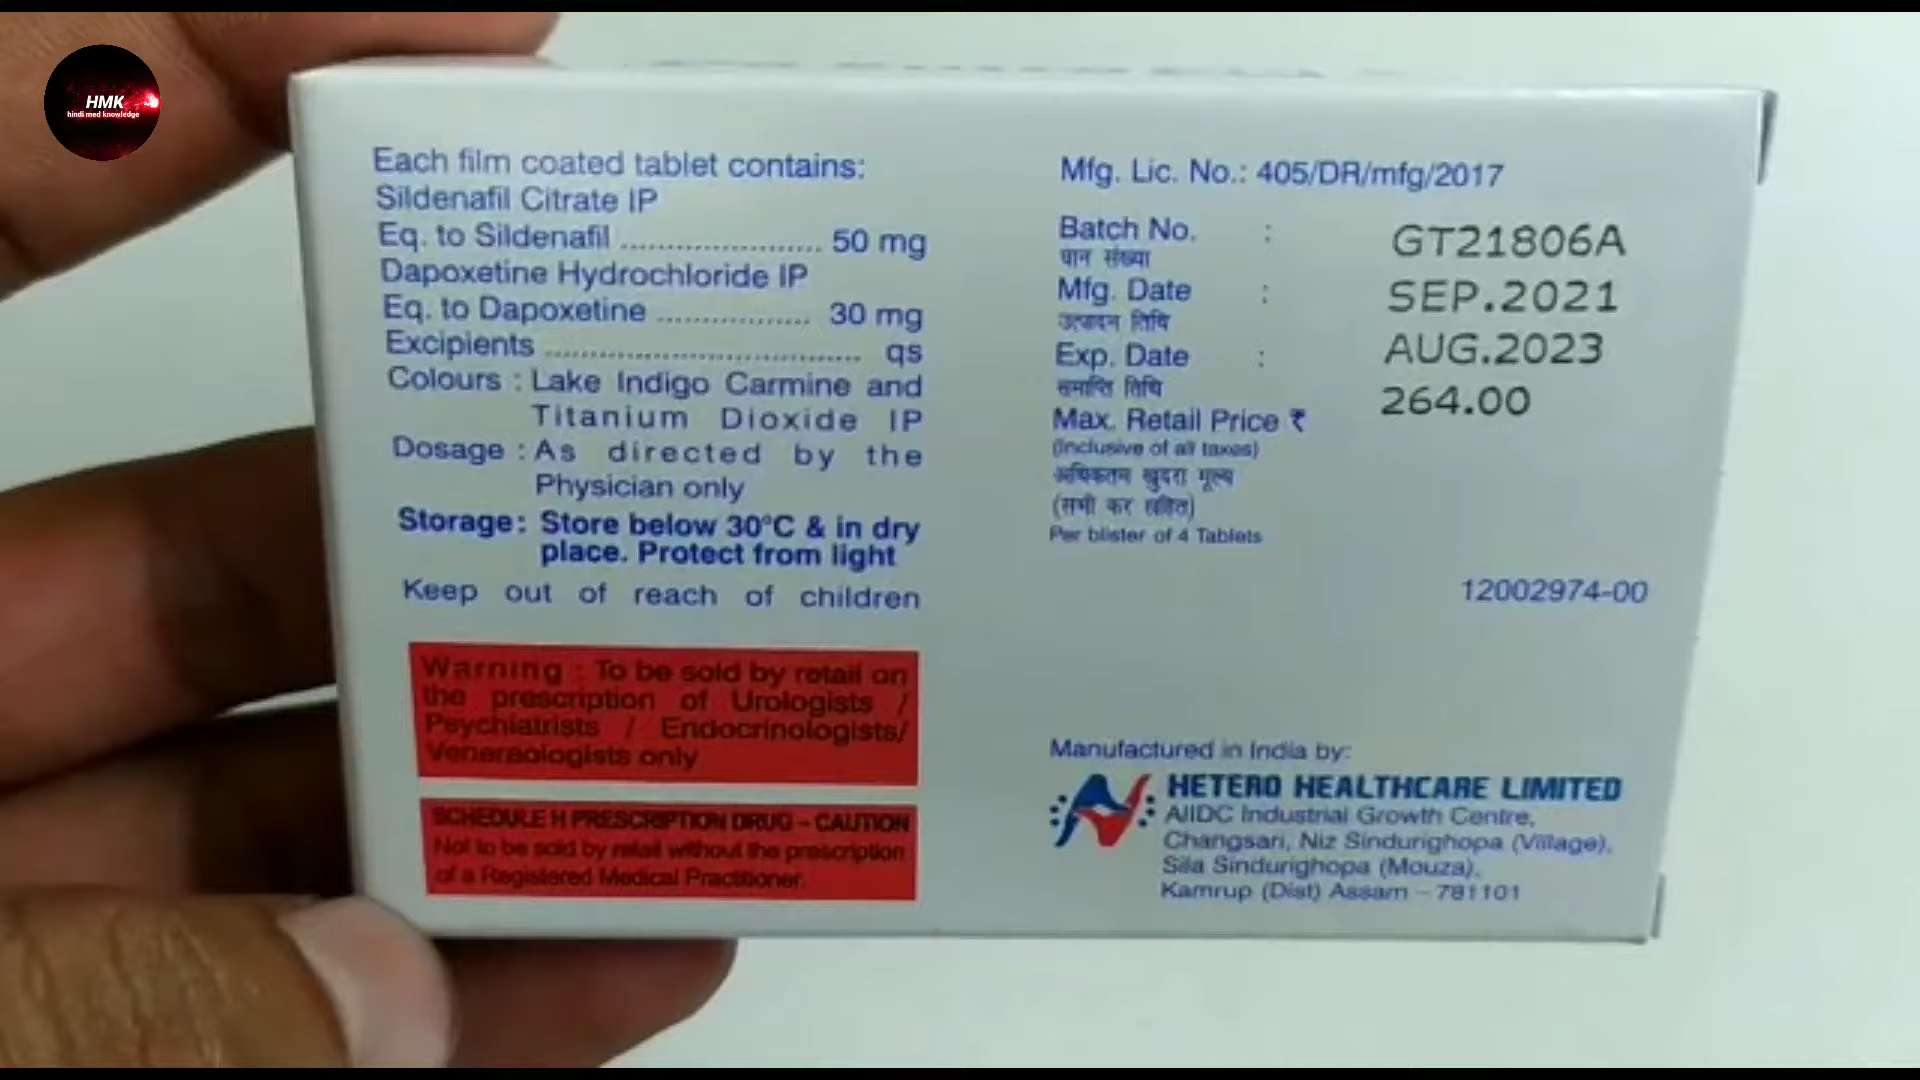 HMK
hindi med knowledge
Each film coated tablet contains:
Sildenafil Citrate IP
Eq. to Sildenafil ...................... 50 mg
Dapoxetine Hydrochloride IP
Eq. to Dapoxetine ................. 30 mg
Excipients ................................... qs
Colours : Lake Indigo Carmine and
Titanium Dioxide IP
Dosage : As directed by the
Physician only
Storage: Store below 30°C & in dry
place. Protect from light
Keep out of reach of children
Warning : To be sold by retail on
the prescription of Urologists /
Psychiatrists / Endocrinologists/
Veneraologists only
SCHEDULE H PRESCRIPTION DRUG - CAUTION
Not to be sold by retail without the prescription
of a Registered Medical Practitioner.
Mfg. Lic. No.: 405/DR/mfg/2017
Batch No. : GT21806A
घान संख्या
Mfg. Date : SEP.2021
उत्पादन तिथि
Exp. Date : AUG.2023
समाप्ति तिथि
Max. Retail Price ₹ 264.00
(Inclusive of all taxes)
अधिकतम खुदरा मूल्य
(सभी कर सहित)
Per blister of 4 Tablets
12002974-00
Manufactured in India by:
HETERO HEALTHCARE LIMITED
AIIDC Industrial Growth Centre,
Changsari, Niz Sindurighopa (Village),
Sila Sindurighopa (Mouza),
Kamrup (Dist) Assam - 781101